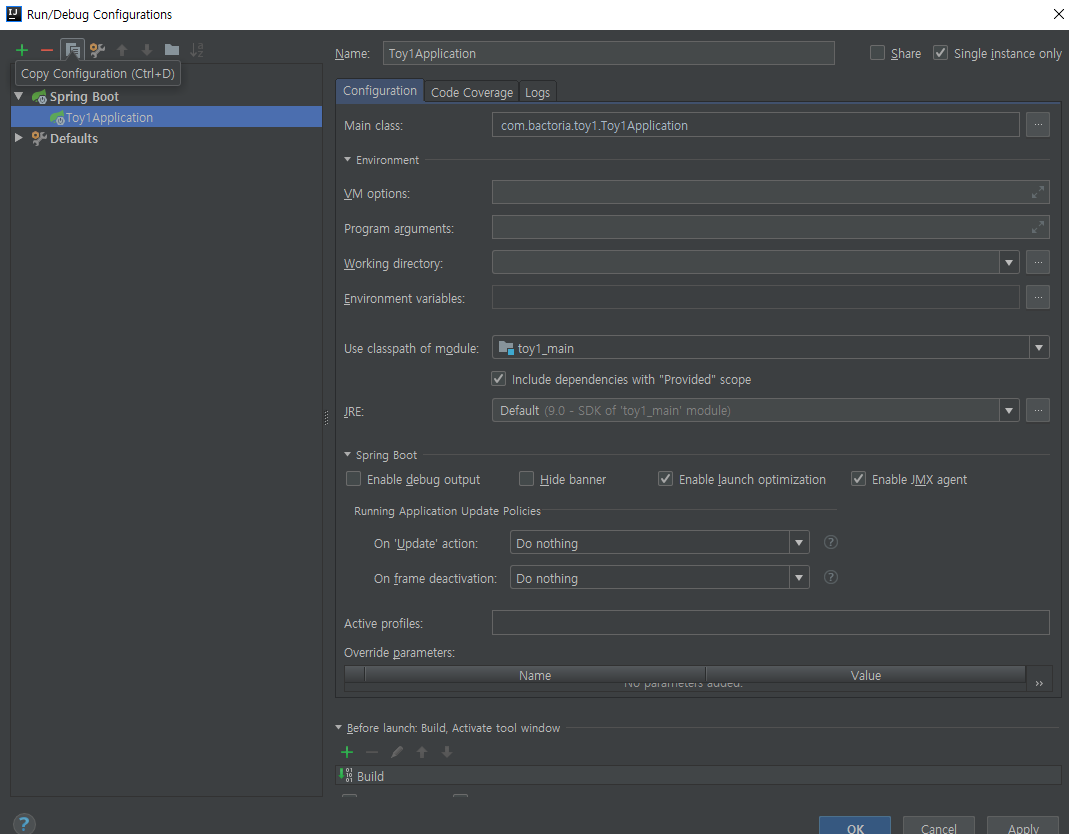 IJ Run/Debug Configurations
Name: Toy1Application Share Single instance only
Copy Configuration (Ctrl+D)
Spring Boot
Toy1Application
Defaults
Configuration Code Coverage Logs
Main class: com.bactoria.toy1.Toy1Application ...
Environment
VM options:
Program arguments:
Working directory: ...
Environment variables: ...
Use classpath of module: toy1_main
Include dependencies with "Provided" scope
JRE: Default (9.0 - SDK of 'toy1_main' module) ...
Spring Boot
Enable debug output Hide banner Enable launch optimization Enable JMX agent
Running Application Update Policies
On 'Update' action: Do nothing ?
On frame deactivation: Do nothing ?
Active profiles:
Override parameters:
Name Value
No parameters added. »
Before launch: Build, Activate tool window
Build
? OK Cancel Apply